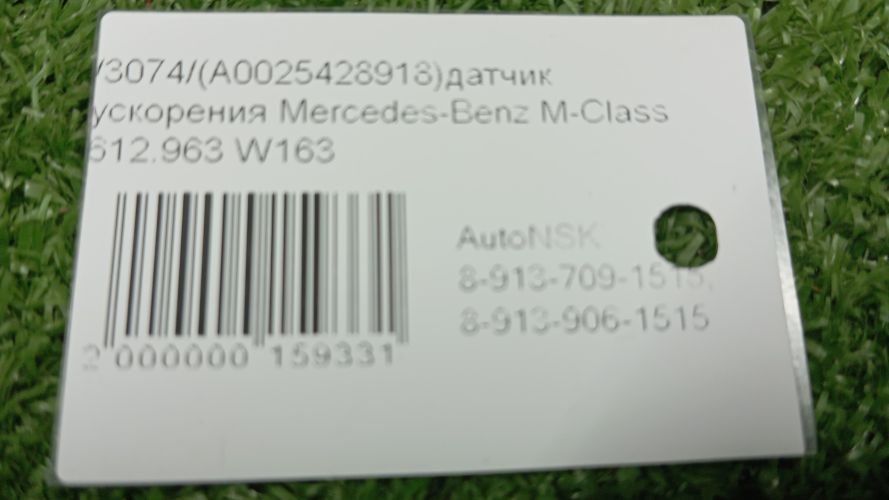 /3074/(A0025428918)датчик
ускорения Mercedes-Benz M-Class
612.963 W163
AutoNSK
8-913-709-1515,
8-913-906-1515
2 000000 159331